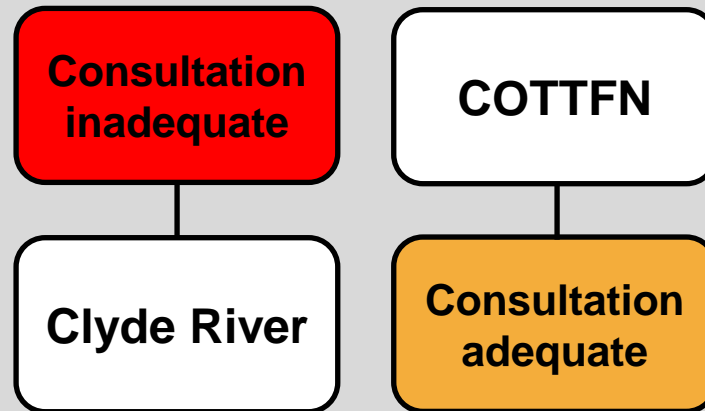 Consultation
inadequate
Clyde River
COTTFN
Consultation
adequate